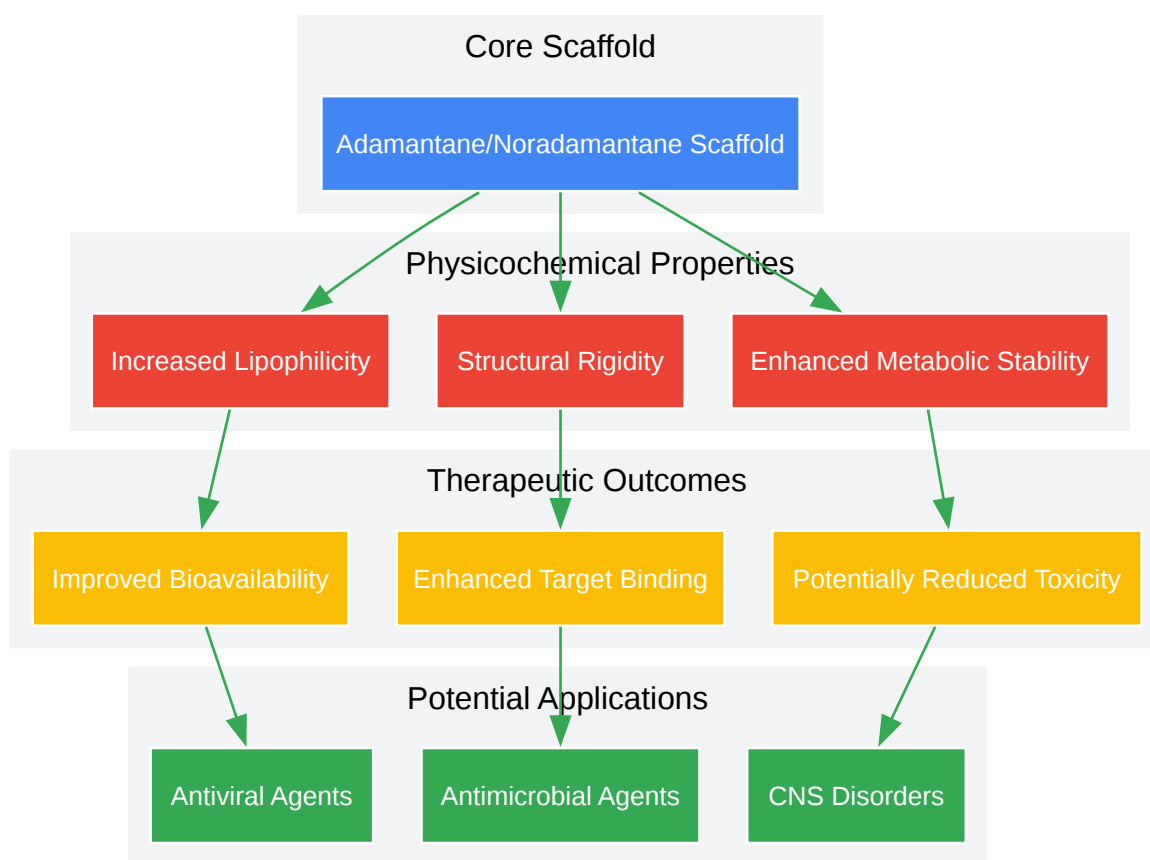 Core Scaffold
Adamantane/Noradamantane Scaffold
Physicochemical Properties
Increased Lipophilicity
Structural Rigidity
Enhanced Metabolic Stability
Therapeutic Outcomes
Improved Bioavailability
Enhanced Target Binding
Potentially Reduced Toxicity
Potential Applications
Antiviral Agents
Antimicrobial Agents
CNS Disorders